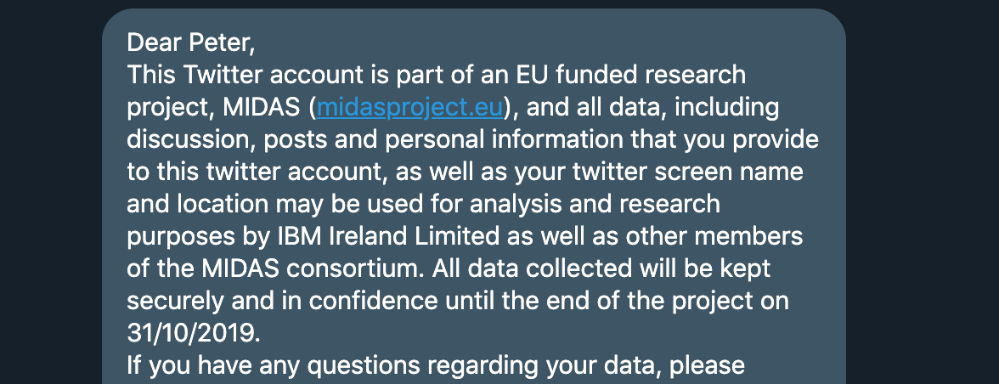 Dear Peter,
This Twitter account is part of an EU funded research
project, MIDAS (midasproject.eu), and all data, including
discussion, posts and personal information that you provide
to this twitter account, as well as your twitter screen name
and location may be used for analysis and research
purposes by IBM Ireland Limited as well as other members
of the MIDAS consortium. All data collected will be kept
securely and in confidence until the end of the project on
31/10/2019.
If you have any questions regarding your data, please